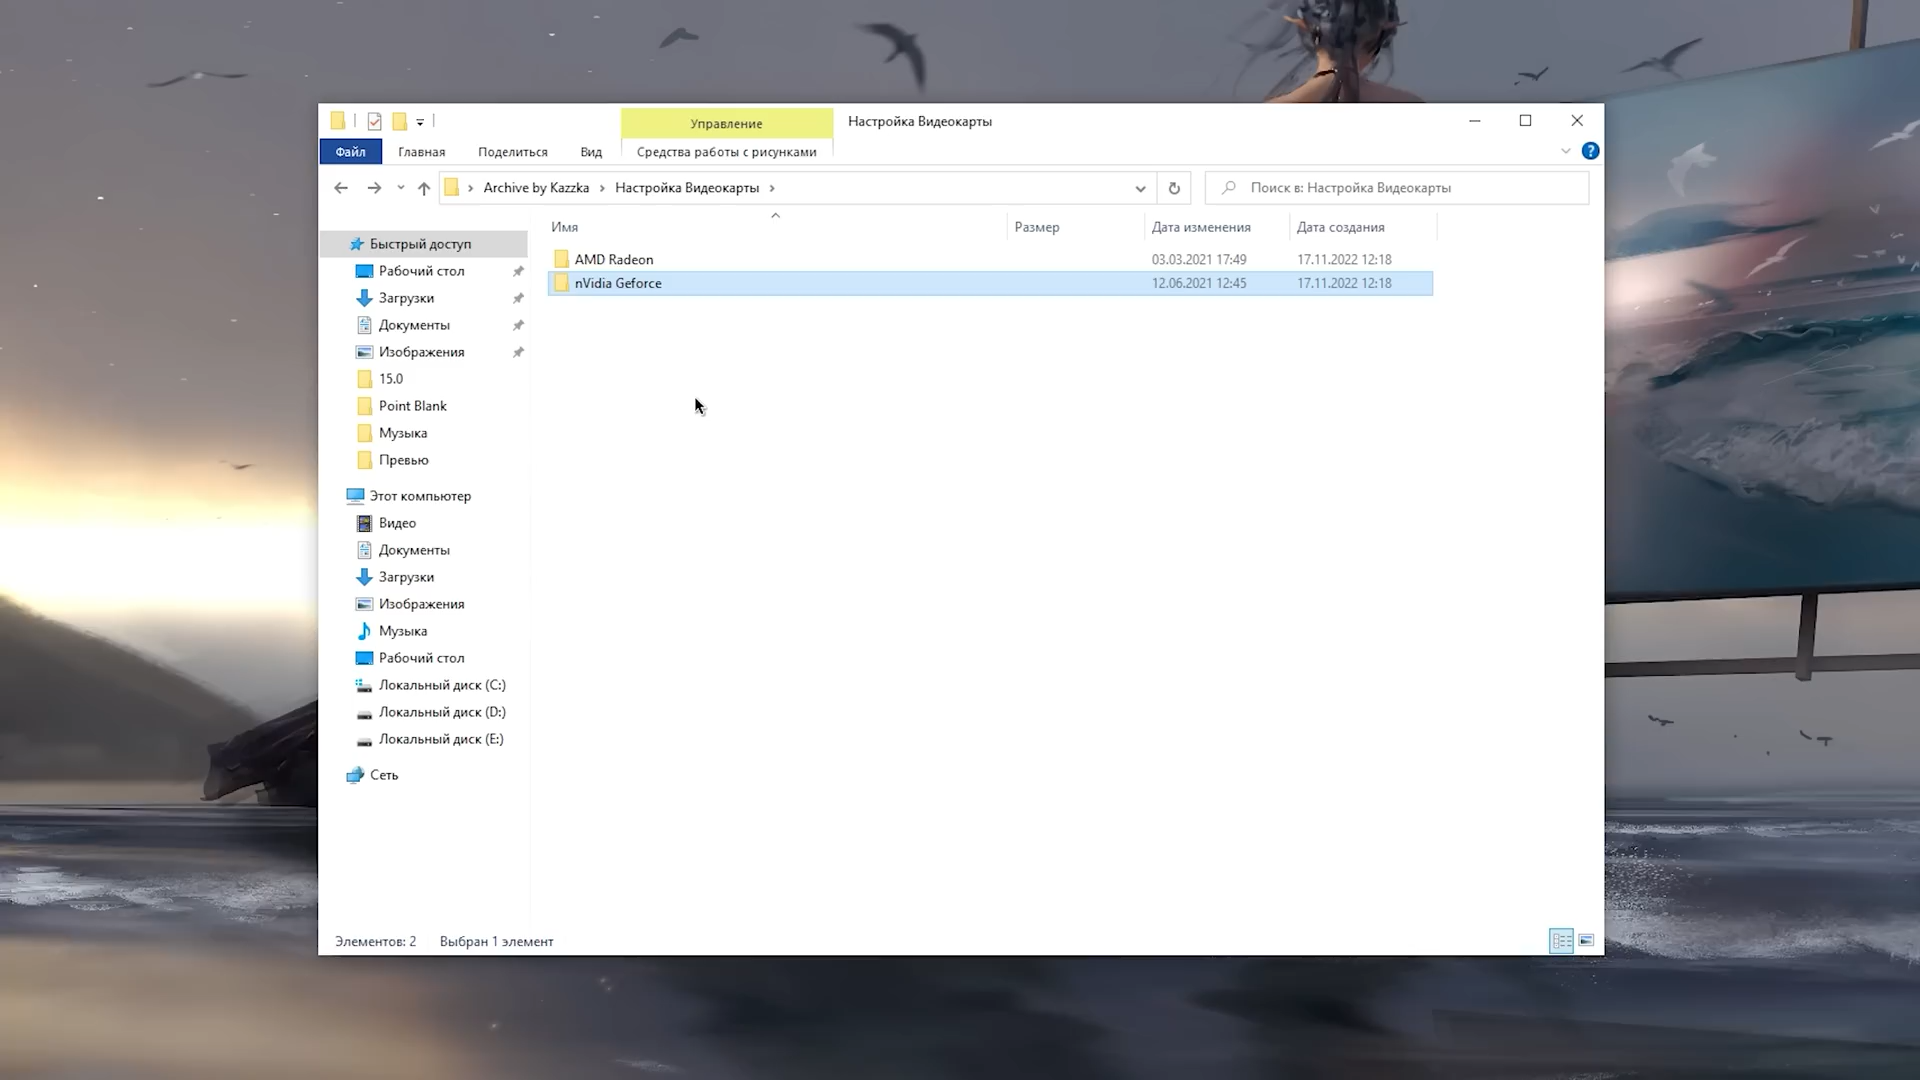 Управление
Настройка Видеокарты
Файл
Главная
Поделиться
Вид
Средства работы с рисунками
Archive by Kazzka
Настройка Видеокарты
Поиск в: Настройка Видеокарты
Имя
Размер
Дата изменения
Дата создания
AMD Radeon
03.03.2021 17:49
17.11.2022 12:18
nVidia Geforce
12.06.2021 12:45
17.11.2022 12:18
Быстрый доступ
Рабочий стол
Загрузки
Документы
Изображения
15.0
Point Blank
Музыка
Превью
Этот компьютер
Видео
Документы
Загрузки
Изображения
Музыка
Рабочий стол
Локальный диск (C:)
Локальный диск (D:)
Локальный диск (E:)
Сеть
Элементов: 2
Выбран 1 элемент